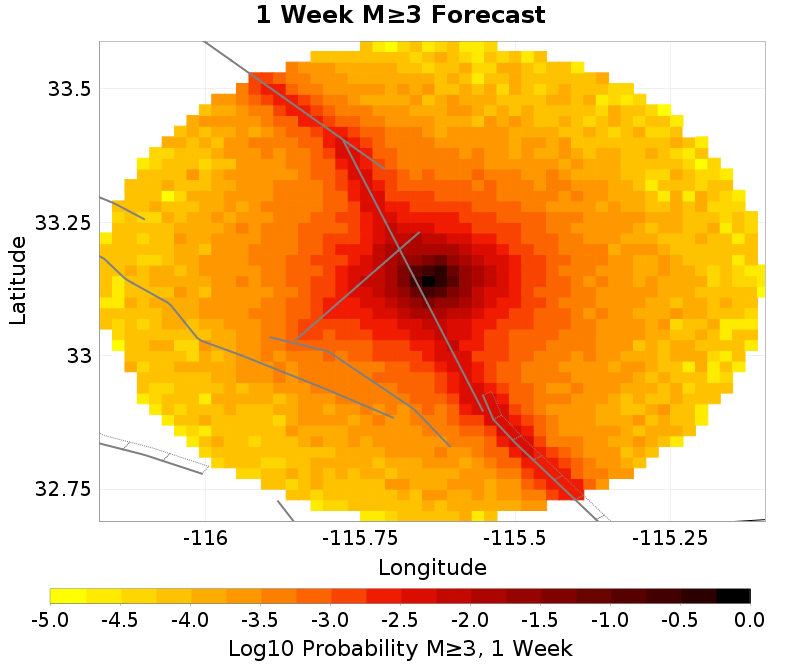 1 Week M≥3 Forecast
33.5
33.25
33
32.75
Latitude
-116 -115.75 -115.5 -115.25
Longitude
-5.0 -4.5 -4.0 -3.5 -3.0 -2.5 -2.0 -1.5 -1.0 -0.5 0.0
Log10 Probability M≥3, 1 Week